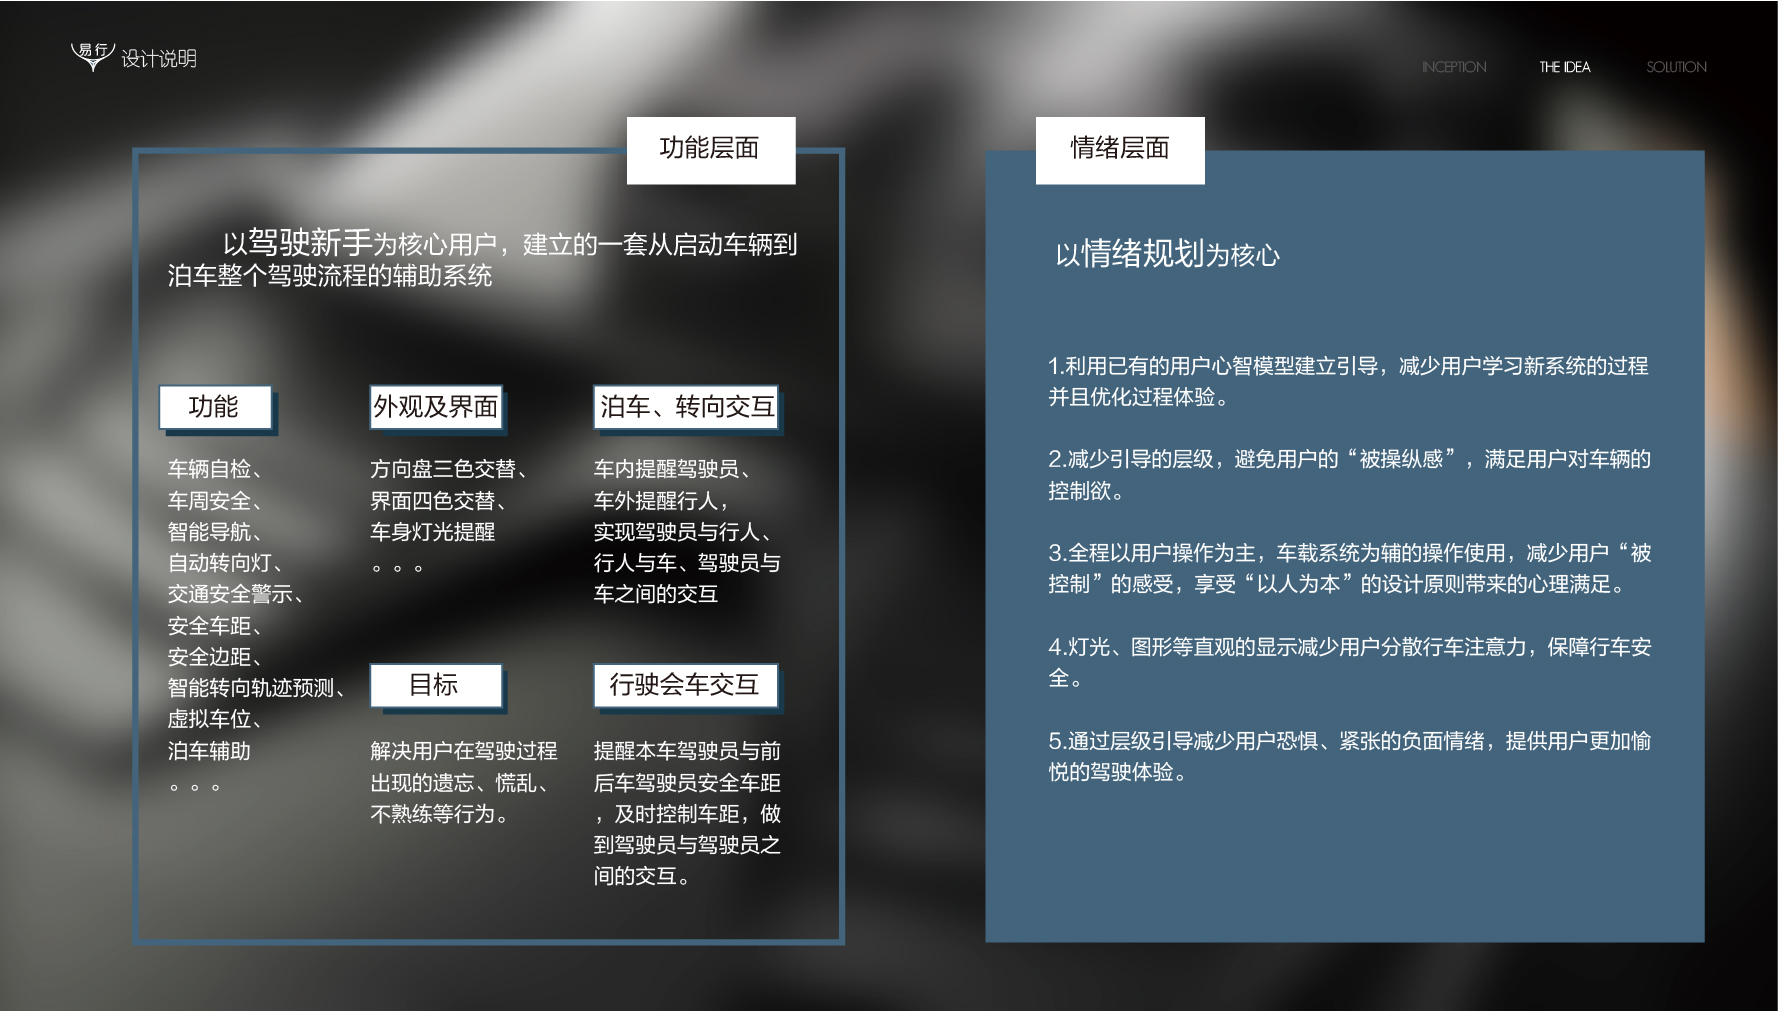 易行 设计说明
INCEPTION
THE IDEA
SOLUTION
功能层面
以驾驶新手为核心用户，建立的一套从启动车辆到
泊车整个驾驶流程的辅助系统
功能
车辆自检、
车周安全、
智能导航、
自动转向灯、
交通安全警示、
安全车距、
安全边距、
智能转向轨迹预测、
虚拟车位、
泊车辅助
。。。
外观及界面
方向盘三色交替、
界面四色交替、
车身灯光提醒
。。。
目标
解决用户在驾驶过程
出现的遗忘、慌乱、
不熟练等行为。
泊车、转向交互
车内提醒驾驶员、
车外提醒行人，
实现驾驶员与行人、
行人与车、驾驶员与
车之间的交互
行驶会车交互
提醒本车驾驶员与前
后车驾驶员安全车距
，及时控制车距，做
到驾驶员与驾驶员之
间的交互。
情绪层面
以情绪规划为核心
1.利用已有的用户心智模型建立引导，减少用户学习新系统的过程
并且优化过程体验。
2.减少引导的层级，避免用户的“被操纵感”，满足用户对车辆的
控制欲。
3.全程以用户操作为主，车载系统为辅的操作使用，减少用户“被
控制”的感受，享受“以人为本”的设计原则带来的心理满足。
4.灯光、图形等直观的显示减少用户分散行车注意力，保障行车安
全。
5.通过层级引导减少用户恐惧、紧张的负面情绪，提供用户更加愉
悦的驾驶体验。